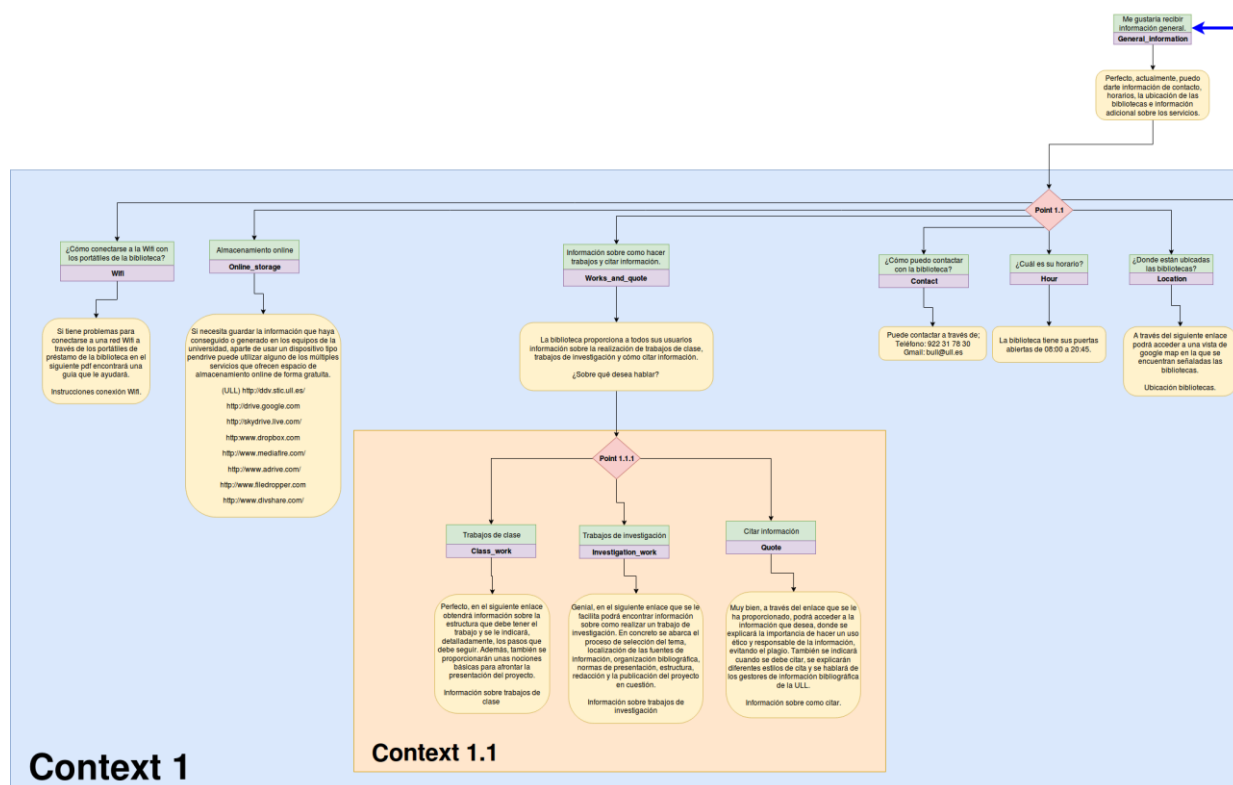 Me gustaría recibir
información general.
General_information
Perfecto, actualmente, puedo
darte información de contacto,
horarios, la ubicación de las
bibliotecas e información
adicional sobre los servicios.
Point 1.1
¿Cómo conectarse a la Wifi con
los portátiles de la biblioteca?
Wifi
Almacenamiento online
Online_storage
Información sobre como hacer
trabajos y citar información.
Works_and_quote
¿Cómo puedo contactar
con la biblioteca?
Contact
¿Cuál es su horario?
Hour
¿Donde están ubicadas
las bibliotecas?
Location
Si tiene problemas para
conectarse a una red Wifi a
través de los portátiles de
préstamo de la biblioteca en el
siguiente pdf encontrará una
guía que le ayudará.
Instrucciones conexión Wifi.
Si necesita guardar la información que haya
conseguido o generado en los equipos de la
universidad, aparte de usar un dispositivo tipo
pendrive puede utilizar alguno de los múltiples
servicios que ofrecen espacio de
almacenamiento online de forma gratuita.
(ULL) http://ddv.stic.ull.es/
http://drive.google.com
http://skydrive.live.com/
http:www.dropbox.com
http://www.mediafire.com/
http://www.adrive.com/
http://www.filedropper.com
http://www.divshare.com/
La biblioteca proporciona a todos sus usuarios
información sobre la realización de trabajos de clase,
trabajos de investigación y cómo citar información.
¿Sobre qué desea hablar?
Puede contactar a través de;
Teléfono: 922 31 78 30
Gmail: bull@ull.es
La biblioteca tiene sus puertas
abiertas de 08:00 a 20:45.
A través del siguiente enlace
podrá acceder a una vista de
google map en la que se
encuentran señaladas las
bibliotecas.
Ubicación bibliotecas.
Point 1.1.1
Trabajos de clase
Class_work
Trabajos de investigación
Investigation_work
Citar información
Quote
Perfecto, en el siguiente enlace
obtendrá información sobre la
estructura que debe tener el
trabajo y se le indicará,
detalladamente, los pasos que
debe seguir. Además, también se
proporcionarán unas nociones
básicas para afrontar la
presentación del proyecto.
Información sobre trabajos de
clase
Genial, en el siguiente enlace que se le
facilita podrá encontrar información
sobre como realizar un trabajo de
investigación. En concreto se abarca el
proceso de selección del tema,
localización de las fuentes de
información, organización bibliográfica,
normas de presentación, estructura,
redacción y la publicación del proyecto
en cuestión.
Información sobre trabajos de
investigación
Muy bien, a través del enlace que se le
ha proporcionado, podrá acceder a la
información que desea, donde se
explicará la importancia de hacer un uso
ético y responsable de la información,
evitando el plagio. También se indicará
cuando se debe citar, se explicarán
diferentes estilos de cita y se hablará de
los gestores de información bibliográfica
de la ULL.
Información sobre como citar.
Context 1.1
Context 1